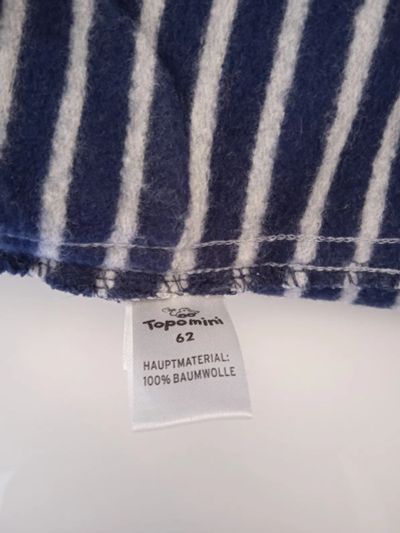 Topomini
62
HAUPTMATERIAL:
100% BAUMWOLLE